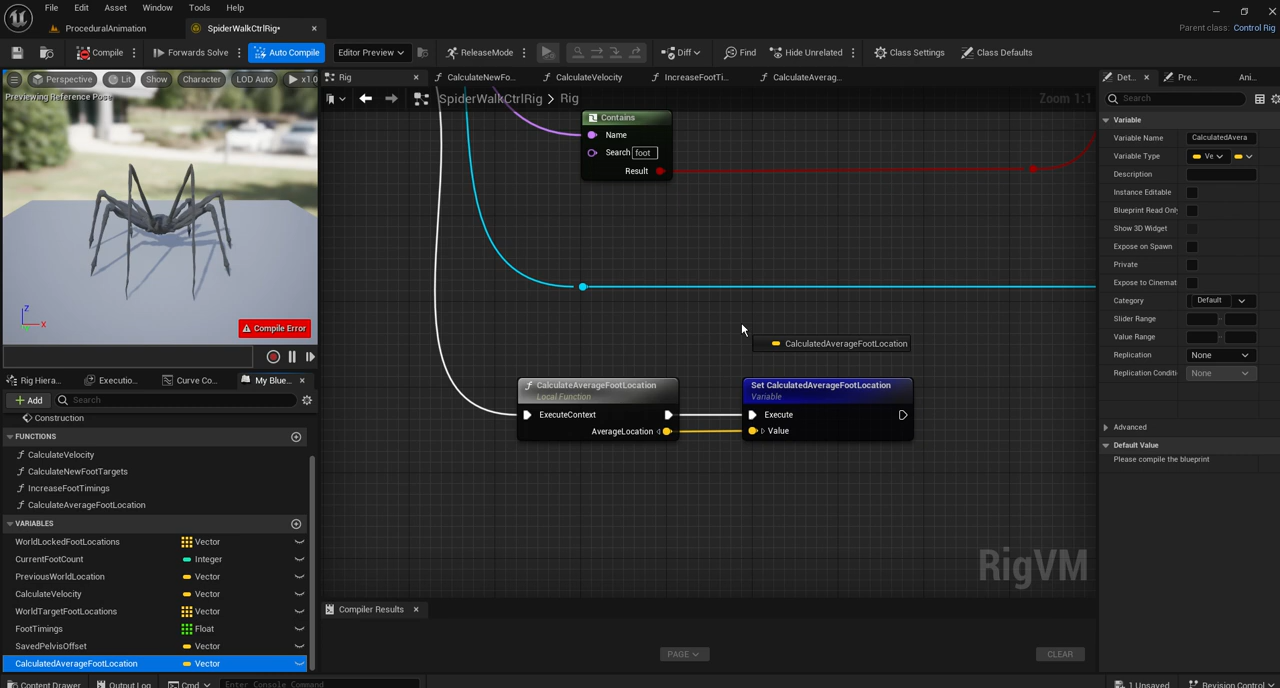 File Edit Asset Window Tools Help
ProceduralAnimation
SpiderWalkCtrlRig*
Parent class: Control Rig
Compile
Forwards Solve
Auto Compile
Editor Preview
ReleaseMode
Diff
Find
Hide Unrelated
Class Settings
Class Defaults
Perspective
Lit
Show
Character
LOD Auto
x1.0
Previewing Reference Pose
Z
X
Compile Error
Rig
CalculateNewFo...
CalculateVelocity
IncreaseFootTi...
CalculateAverag...
SpiderWalkCtrlRig > Rig
Zoom 1:1
Contains
Name
Search foot
Result
CalculatedAverageFootLocation
CalculateAverageFootLocation
Local Function
ExecuteContext
AverageLocation
Set CalculatedAverageFootLocation
Variable
Execute
Value
RigVM
Compiler Results
PAGE
CLEAR
Rig Hiera...
Executio...
Curve Co...
My Blue...
Add
Search
Construction
FUNCTIONS
CalculateVelocity
CalculateNewFootTargets
IncreaseFootTimings
CalculateAverageFootLocation
VARIABLES
WorldLockedFootLocations Vector
CurrentFootCount Integer
PreviousWorldLocation Vector
CalculateVelocity Vector
WorldTargetFootLocations Vector
FootTimings Float
SavedPelvisOffset Vector
CalculatedAverageFootLocation Vector
Det...
Pre...
Ani...
Search
Variable
Variable Name CalculatedAvera
Variable Type Ve
Description
Instance Editable
Blueprint Read Only
Show 3D Widget
Expose on Spawn
Private
Expose to Cinemat
Category Default
Slider Range
Value Range
Replication None
Replication Conditi None
Advanced
Default Value
Please compile the blueprint
Content Drawer
Output Log
Cmd
Enter Console Command
1 Unsaved
Revision Control